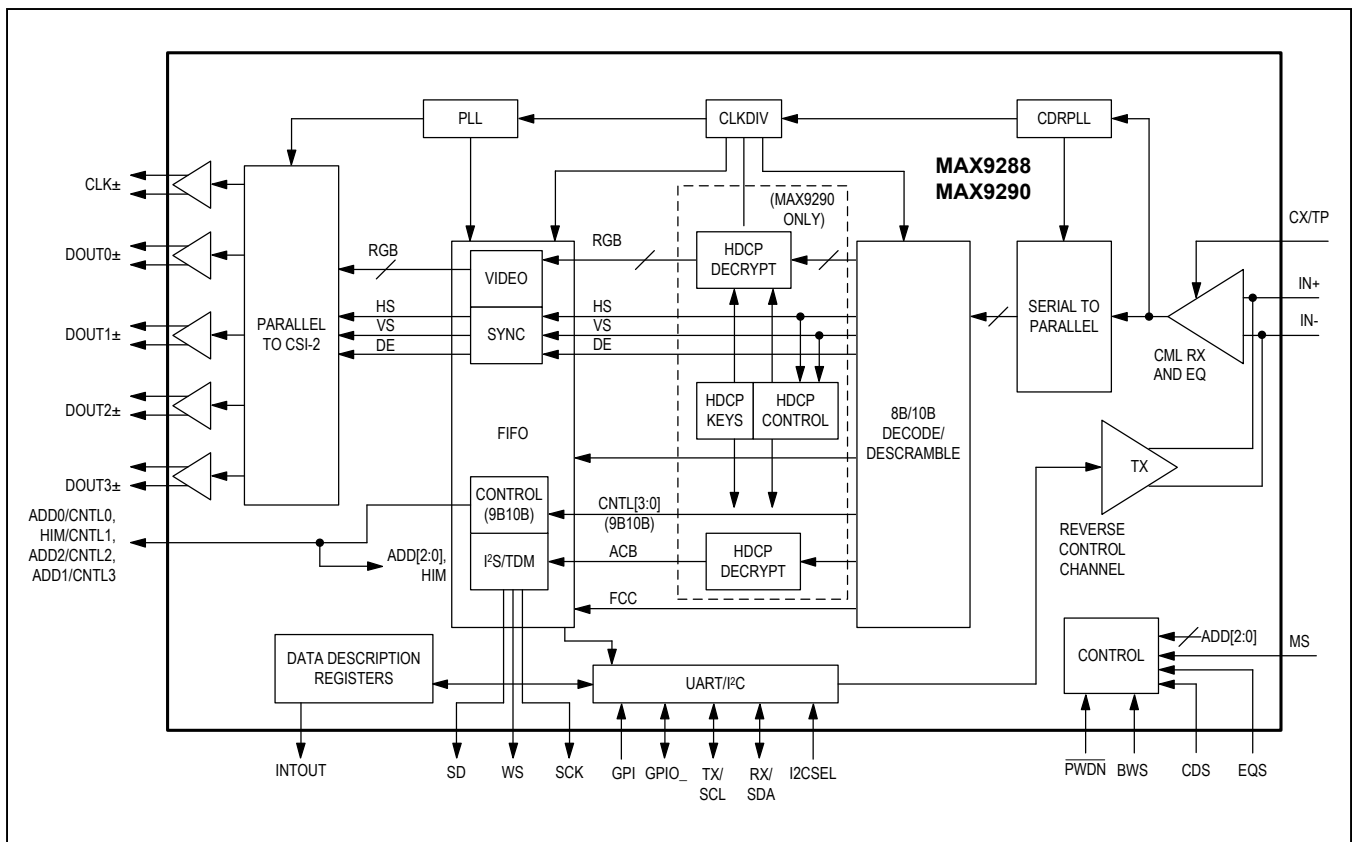 PLL
CLKDIV
CDRPLL
MAX9288
MAX9290
(MAX9290
ONLY)
CLK±
DOUT0±
DOUT1±
DOUT2±
DOUT3±
PARALLEL
TO CSI-2
RGB
HS
VS
DE
VIDEO
SYNC
FIFO
CONTROL
(9B10B)
I²S/TDM
RGB
HS
VS
DE
HDCP
DECRYPT
HDCP
KEYS
HDCP
CONTROL
CNTL[3:0]
(9B10B)
ACB
HDCP
DECRYPT
FCC
8B/10B
DECODE/
DESCRAMBLE
SERIAL TO
PARALLEL
CML RX
AND EQ
CX/TP
IN+
IN-
TX
REVERSE
CONTROL
CHANNEL
ADD0/CNTL0,
HIM/CNTL1,
ADD2/CNTL2,
ADD1/CNTL3
ADD[2:0],
HIM
DATA DESCRIPTION
REGISTERS
UART/I²C
CONTROL
ADD[2:0]
MS
INTOUT
SD
WS
SCK
GPI
GPIO_
TX/
SCL
RX/
SDA
I2CSEL
PWDN
BWS
CDS
EQS